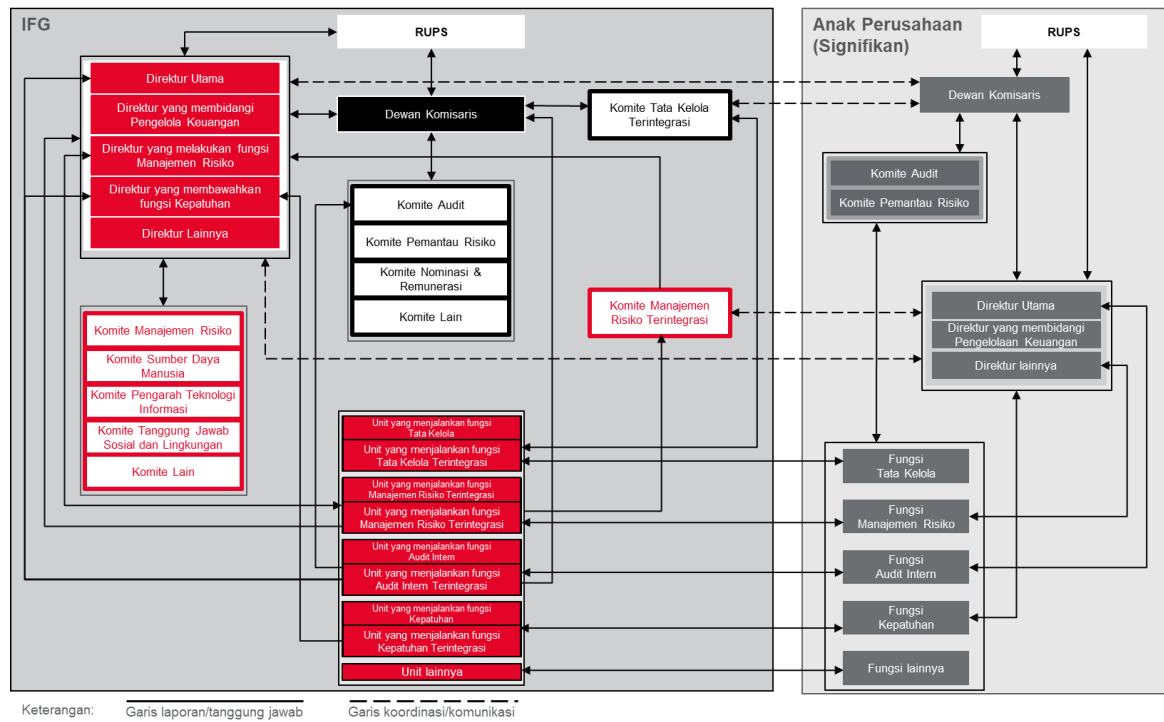 IFG
RUPS
Direktur Utama
Direktur yang membidangi
Pengelola Keuangan
Direktur yang melakukan fungsi
Manajemen Risiko
Direktur yang membawahkan
fungsi Kepatuhan
Direktur Lainnya
Dewan Komisaris
Komite Tata Kelola
Terintegrasi
Komite Audit
Komite Pemantau Risiko
Komite Nominasi &
Remunerasi
Komite Lain
Komite Manajemen
Risiko Terintegrasi
Komite Manajemen Risiko
Komite Sumber Daya
Manusia
Komite Pengarah Teknologi
Informasi
Komite Tanggung Jawab
Sosial dan Lingkungan
Komite Lain
Unit yang menjalankan fungsi
Tata Kelola
Unit yang menjalankan fungsi
Tata Kelola Terintegrasi
Unit yang menjalankan fungsi
Manajemen Risiko Terintegrasi
Unit yang menjalankan fungsi
Manajemen Risiko Terintegrasi
Unit yang menjalankan fungsi
Audit Intern
Unit yang menjalankan fungsi
Audit Intern Terintegrasi
Unit yang menjalankan fungsi
Kepatuhan
Unit yang menjalankan fungsi
Kepatuhan Terintegrasi
Unit lainnya
Anak Perusahaan
(Signifikan)
RUPS
Dewan Komisaris
Komite Audit
Komite Pemantau Risiko
Direktur Utama
Direktur yang membidangi
Pengelolaan Keuangan
Direktur lainnya
Fungsi
Tata Kelola
Fungsi
Manajemen Risiko
Fungsi
Audit Intern
Fungsi
Kepatuhan
Fungsi lainnya
Keterangan:
Garis laporan/tanggung jawab
Garis koordinasi/komunikasi